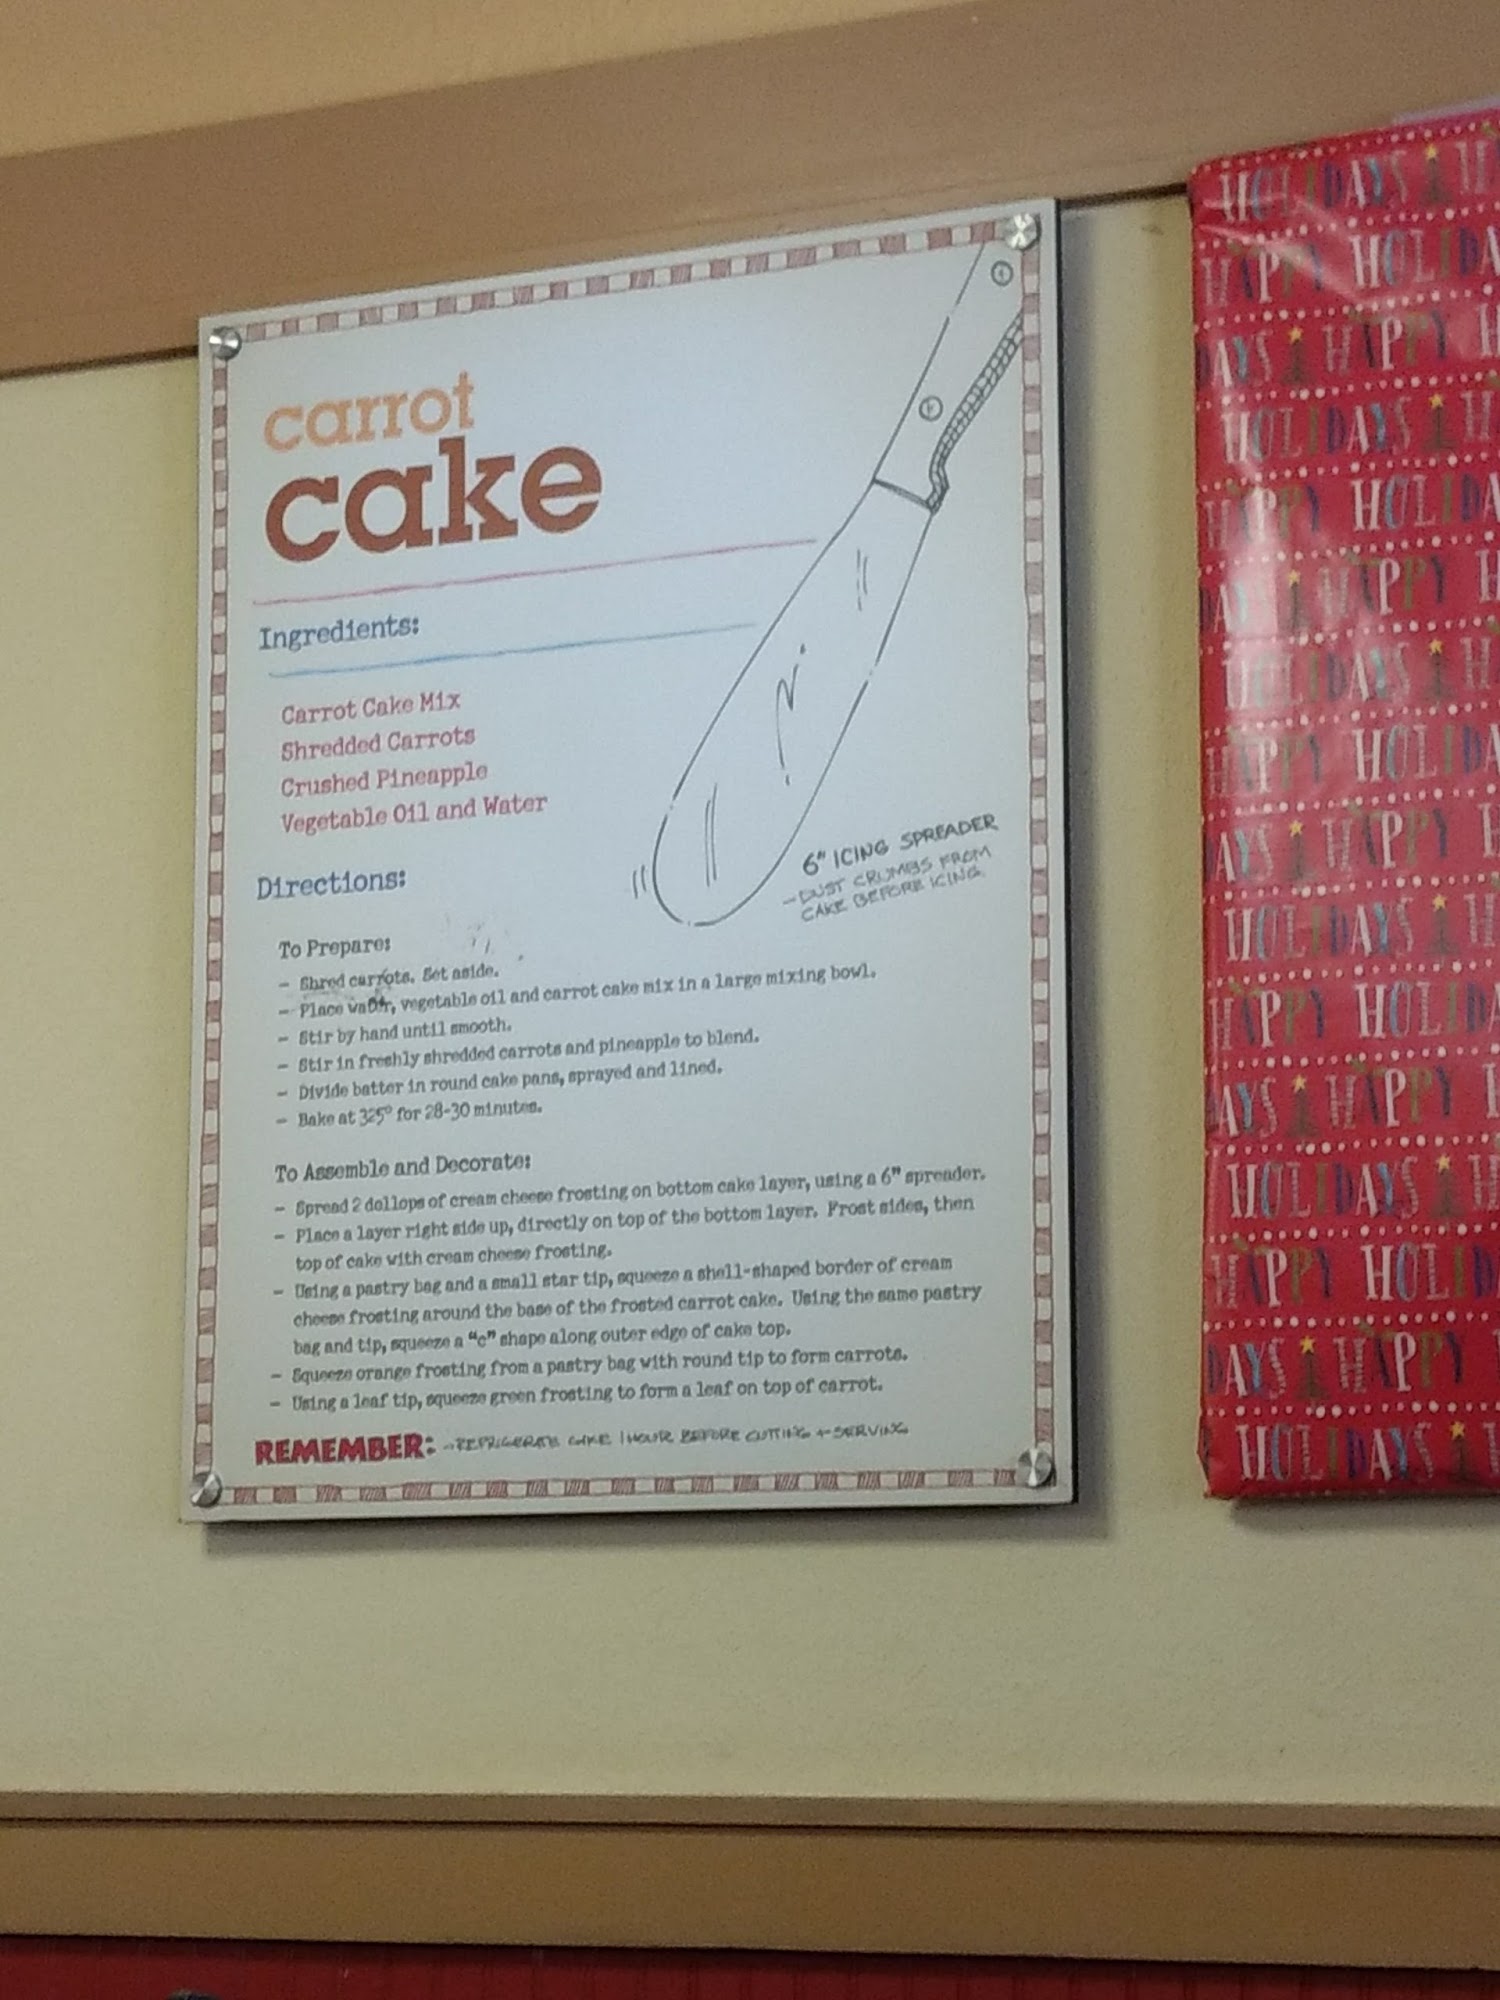 carrot
cake
Ingredients:
Carrot Cake Mix
Shredded Carrots
Crushed Pineapple
Vegetable Oil and Water
6" ICING SPREADER
- DUST CRUMBS FROM
CAKE BEFORE ICING
Directions:
To Prepare:
- Shred carrots. Set aside.
- Place water, vegetable oil and carrot cake mix in a large mixing bowl.
- Stir by hand until smooth.
- Stir in freshly shredded carrots and pineapple to blend.
- Divide batter in round cake pans, sprayed and lined.
- Bake at 325° for 28-30 minutes.
To Assemble and Decorate:
- Spread 2 dollops of cream cheese frosting on bottom cake layer, using a 6" spreader.
- Place a layer right side up, directly on top of the bottom layer. Frost sides, then
top of cake with cream cheese frosting.
- Using a pastry bag and a small star tip, squeeze a shell-shaped border of cream
cheese frosting around the base of the frosted carrot cake. Using the same pastry
bag and tip, squeeze a "c" shape along outer edge of cake top.
- Squeeze orange frosting from a pastry bag with round tip to form carrots.
- Using a leaf tip, squeeze green frosting to form a leaf on top of carrot.
REMEMBER: - REFRIGERATE CAKE 1 HOUR BEFORE CUTTING + SERVING
HOLIDAYS H
HAPPY HOLIDA
DAYS HAPPY H
HOLIDAYS H
HAPPY HOLIDA
DAYS HAPPY H
HOLIDAYS H
HAPPY HOLIDA
DAYS HAPPY H
HOLIDAYS H
HAPPY HOLIDA
DAYS HAPPY H
HOLIDAYS H
HAPPY HOLID
DAYS HAPPY
HOLIDAYS